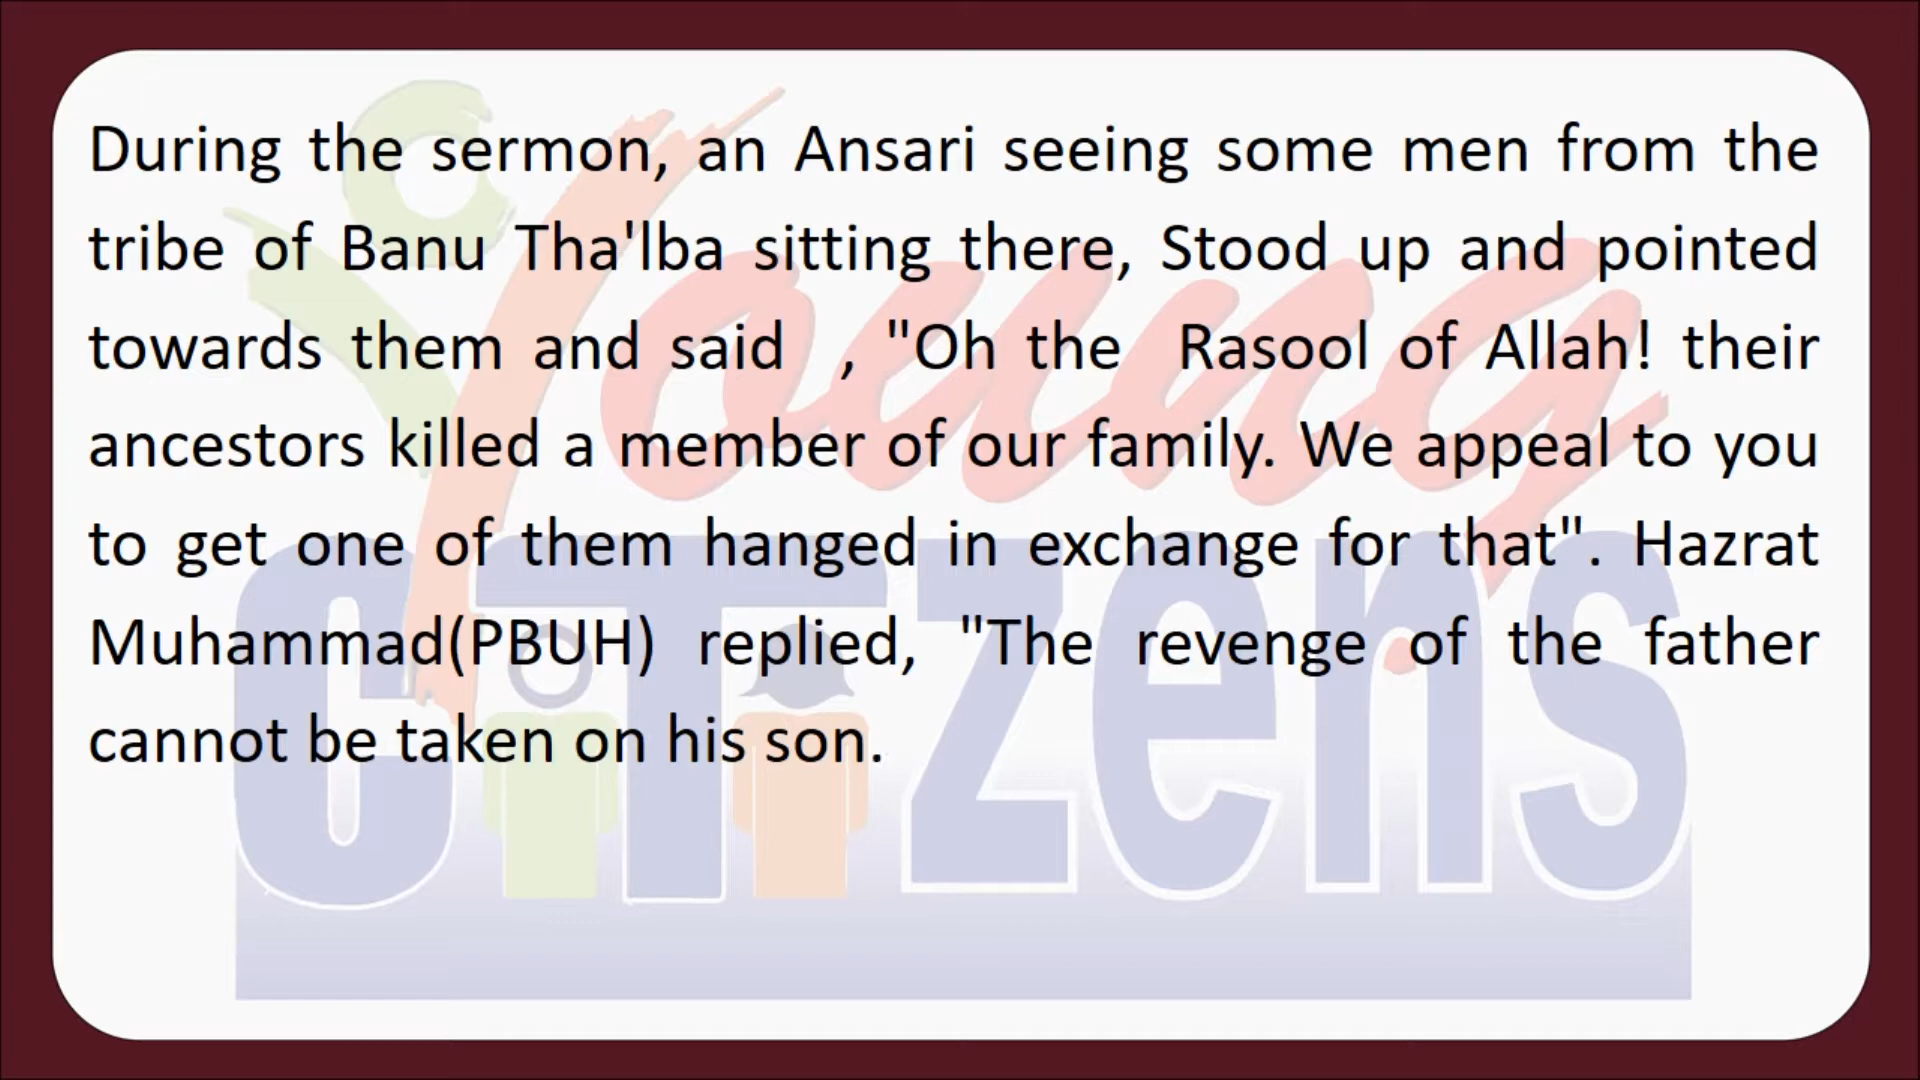 During the sermon, an Ansari seeing some men from the
tribe of Banu Tha'lba sitting there, Stood up and pointed
towards them and said , "Oh the Rasool of Allah! their
ancestors killed a member of our family. We appeal to you
to get one of them hanged in exchange for that". Hazrat
Muhammad(PBUH) replied, "The revenge of the father
cannot be taken on his son.
Young
CiTizens